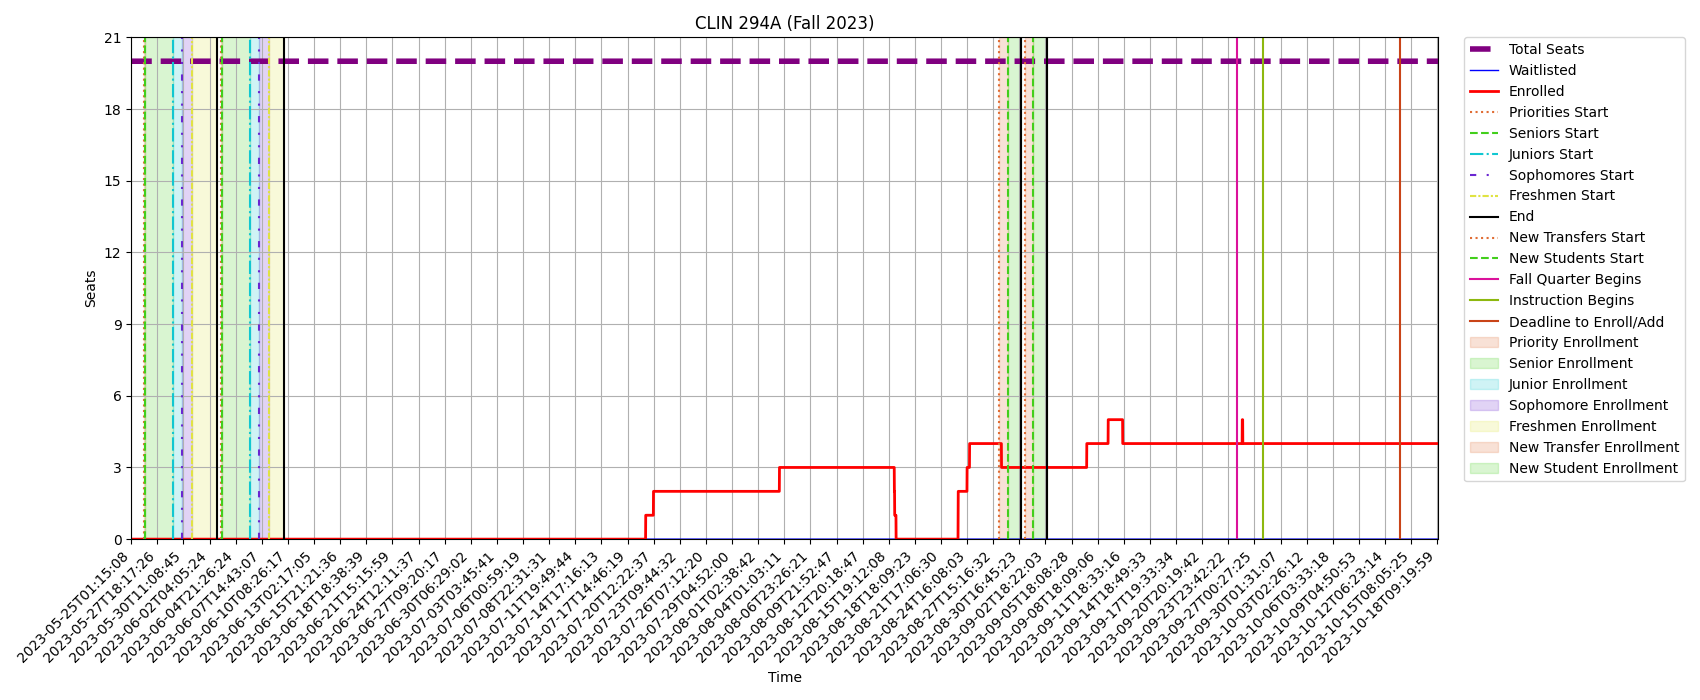 CLIN 294A (Fall 2023)
Seats
21
18
15
12
9
6
3
0
2023-05-25T01:15:08
2023-05-27T18:17:26
2023-05-30T11:08:45
2023-06-02T04:05:24
2023-06-04T21:26:24
2023-06-07T14:43:07
2023-06-10T08:26:17
2023-06-13T02:17:05
2023-06-15T21:21:36
2023-06-18T18:38:39
2023-06-21T15:15:59
2023-06-24T12:11:37
2023-06-27T09:20:17
2023-06-30T06:29:02
2023-07-03T03:45:41
2023-07-06T00:59:19
2023-07-08T22:31:31
2023-07-11T19:49:44
2023-07-14T17:16:13
2023-07-17T14:46:19
2023-07-20T12:22:37
2023-07-23T09:44:32
2023-07-26T07:12:20
2023-07-29T04:52:00
2023-08-01T02:38:42
2023-08-04T01:03:11
2023-08-06T23:26:21
2023-08-09T21:52:47
2023-08-12T20:18:47
2023-08-15T19:12:08
2023-08-18T18:09:23
2023-08-21T17:06:30
2023-08-24T16:08:03
2023-08-27T15:16:32
2023-08-30T16:45:23
2023-09-02T18:22:03
2023-09-05T18:08:28
2023-09-08T18:09:06
2023-09-11T18:33:16
2023-09-14T18:49:33
2023-09-17T19:33:34
2023-09-20T20:19:42
2023-09-23T23:42:22
2023-09-27T00:27:25
2023-09-30T01:31:07
2023-10-03T02:26:12
2023-10-06T03:33:18
2023-10-09T04:50:53
2023-10-12T06:23:14
2023-10-15T08:05:25
2023-10-18T09:19:59
Time
Total Seats
Waitlisted
Enrolled
Priorities Start
Seniors Start
Juniors Start
Sophomores Start
Freshmen Start
End
New Transfers Start
New Students Start
Fall Quarter Begins
Instruction Begins
Deadline to Enroll/Add
Priority Enrollment
Senior Enrollment
Junior Enrollment
Sophomore Enrollment
Freshmen Enrollment
New Transfer Enrollment
New Student Enrollment